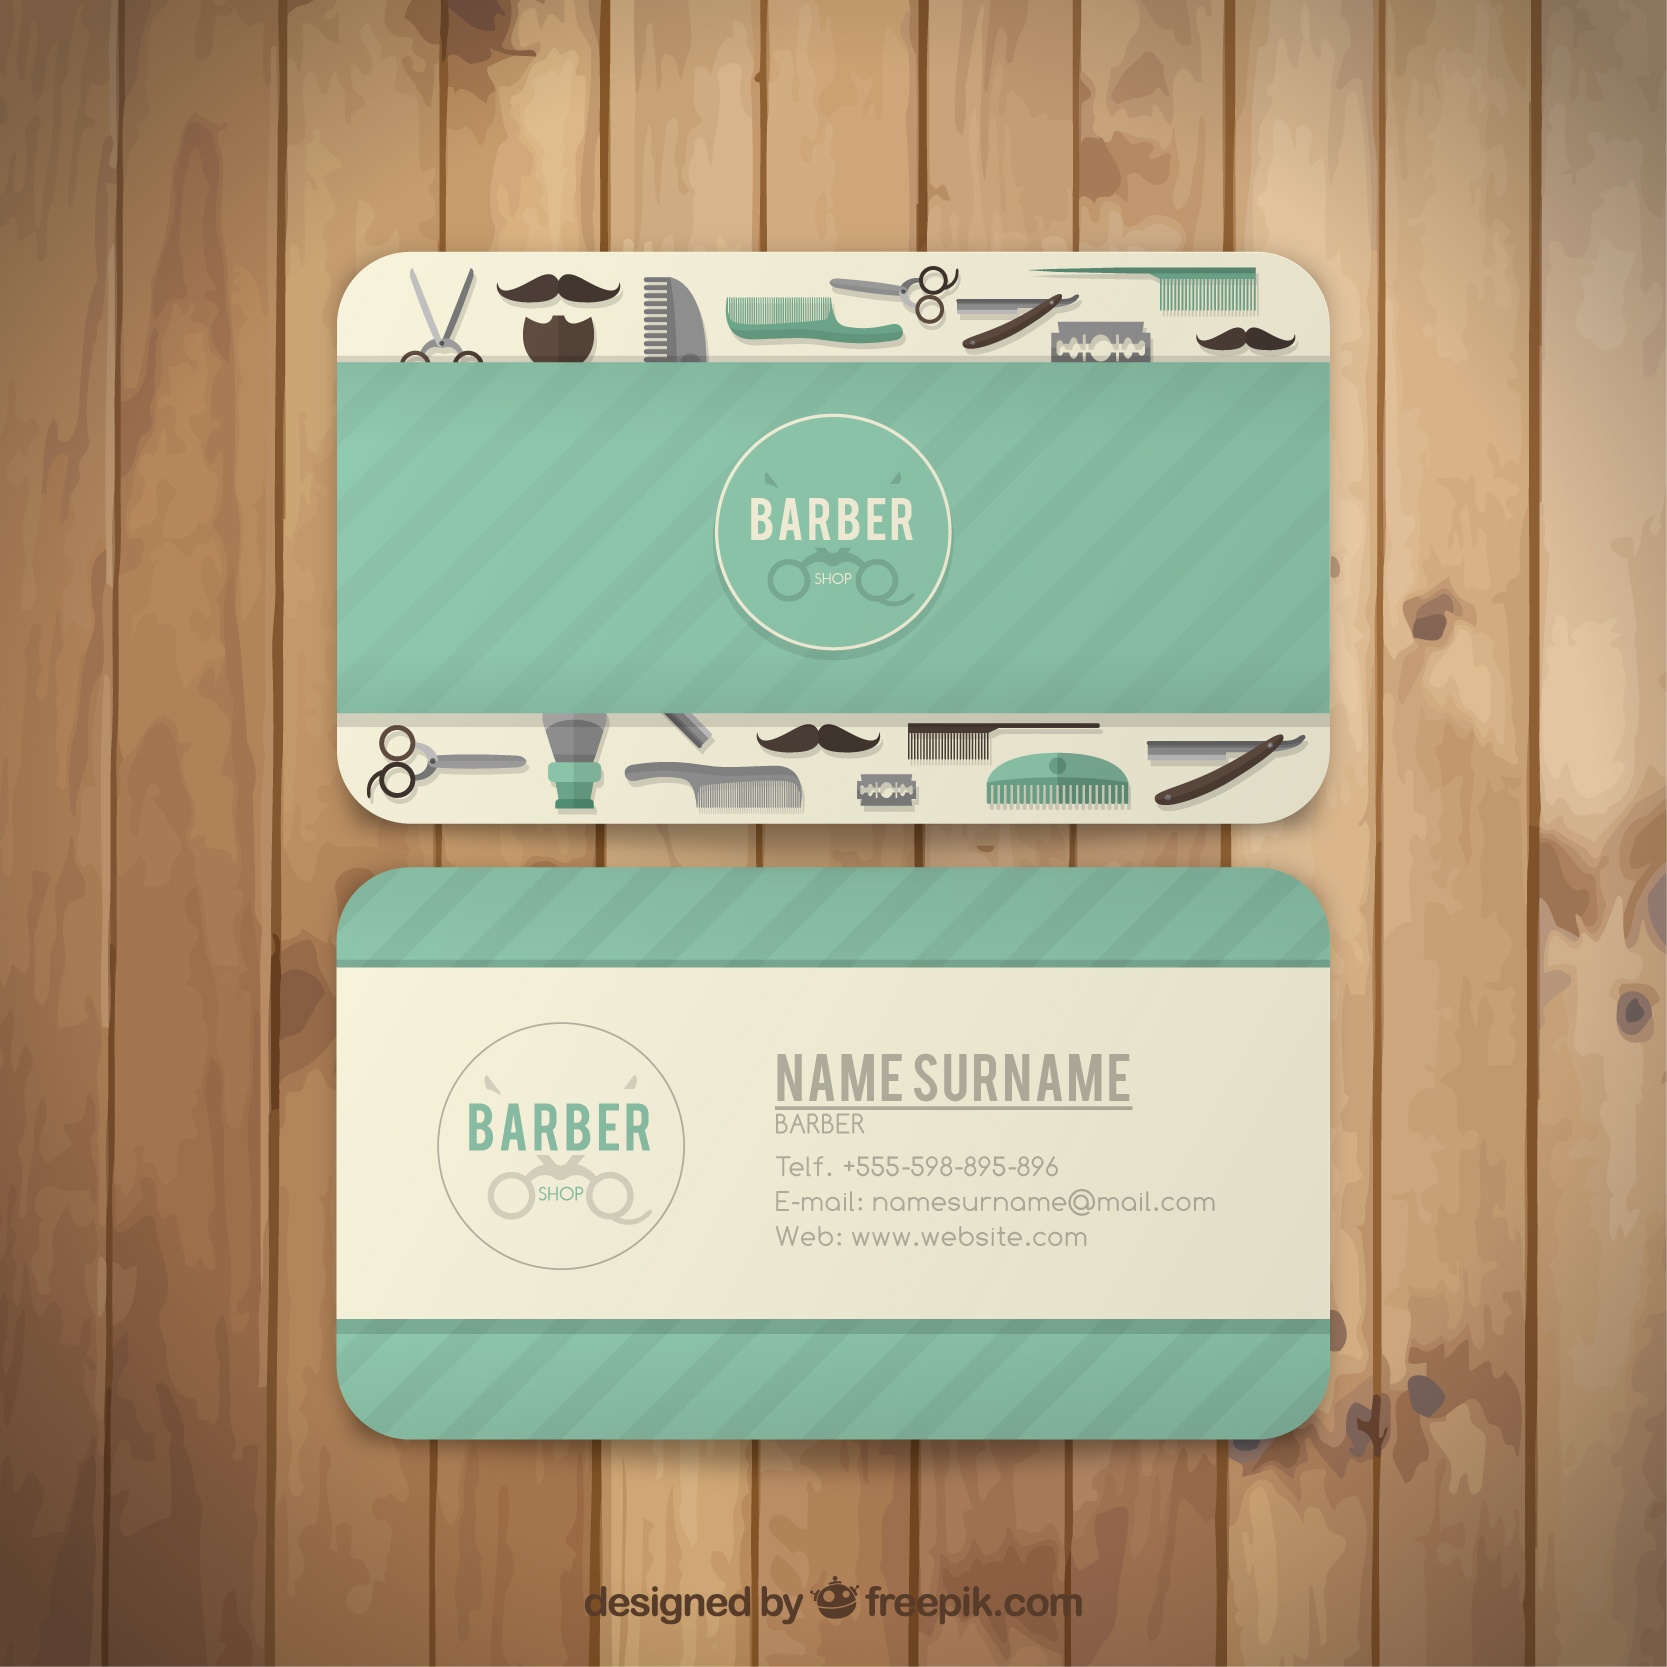 BARBER
SHOP
BARBER
SHOP
NAME SURNAME
BARBER
Telf. +555-598-895-896
E-mail: namesurname@mail.com
Web: www.website.com
designed by freepik.com